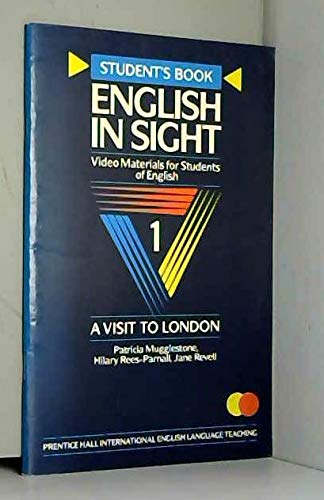 STUDENT'S BOOK
ENGLISH
IN SIGHT
Video Materials for Students
of English
1
A VISIT TO LONDON
Patricia Mugglestone,
Hilary Rees-Parnall, Jane Revell
PRENTICE HALL INTERNATIONAL ENGLISH LANGUAGE TEACHING